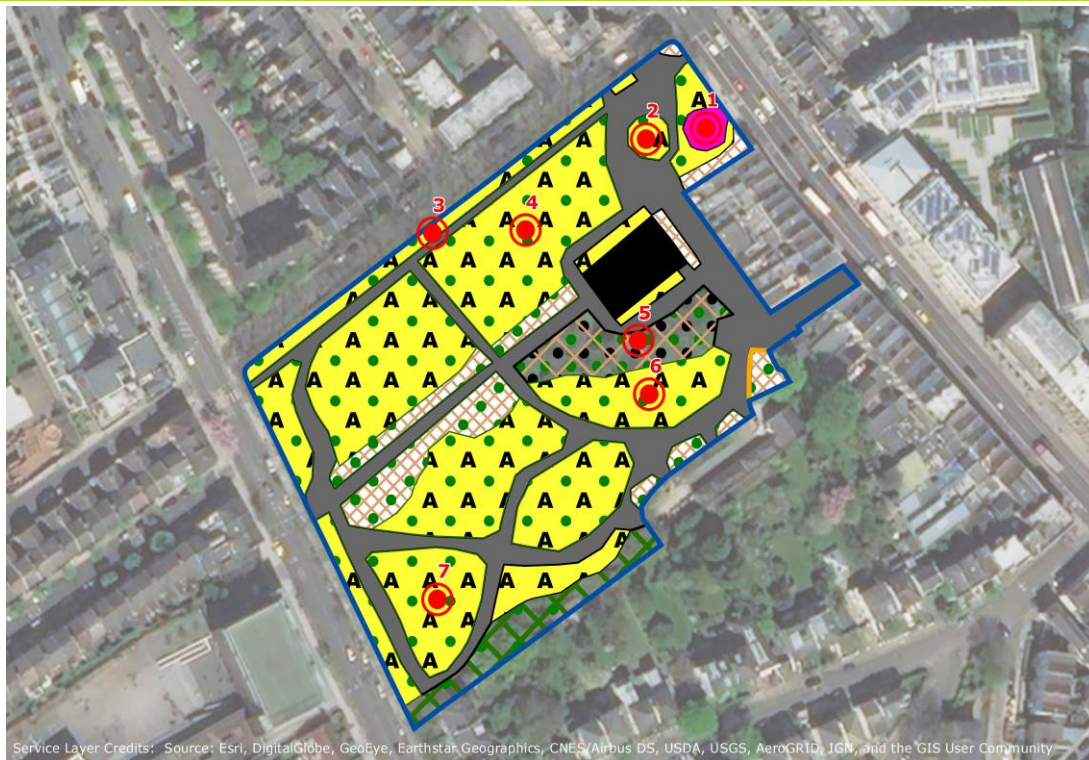 A 1
2
A A
A A A
3 4
A A A
A A A A
A A A A A
5
A A A A A
6
A A A A A A A A A A
A A A A A A
A A A A A A A
A A A A A
A A
A A A A A A
A A
A A
7
Service Layer Credits: Source: Esri, DigitalGlobe, GeoEye, Earthstar Geographics, CNES/Airbus DS, USDA, USGS, AeroGRID, IGN, and the GIS User Community